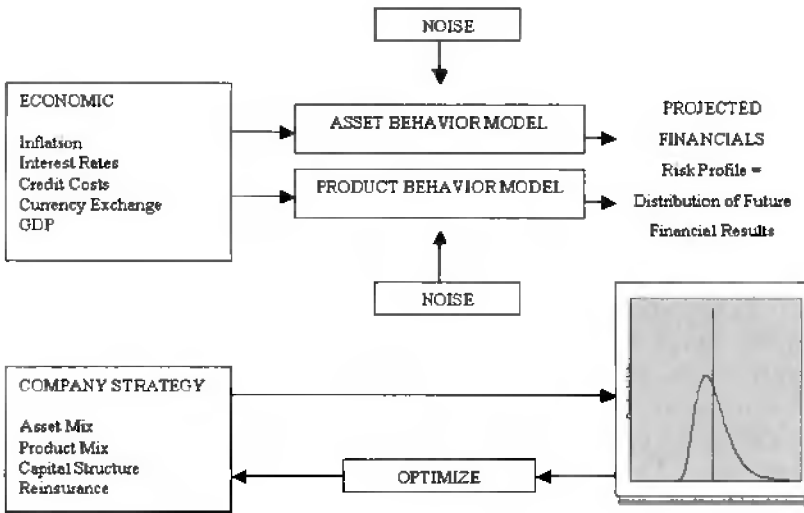 NOISE
ECONOMIC
Inflation
Interest Rates
Credit Costs
Currency Exchange
GDP
ASSET BEHAVIOR MODEL
PRODUCT BEHAVIOR MODEL
PROJECTED
FINANCIALS
Risk Profile =
Distribution of Future
Financial Results
NOISE
COMPANY STRATEGY
Asset Mix
Product Mix
Capital Structure
Reinsurance
OPTIMIZE